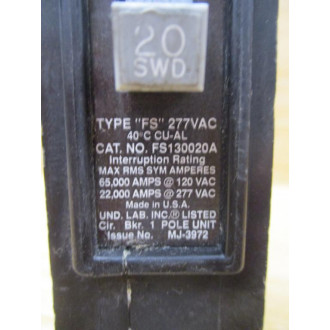 20
SWD
TYPE "FS" 277VAC
40°C CU-AL
CAT. NO. FS130020A
Interruption Rating
MAX RMS SYM AMPERES
65,000 AMPS @ 120 VAC
22,000 AMPS @ 277 VAC
Made in U.S.A.
UND. LAB. INC.® LISTED
Cir. Bkr. 1 POLE UNIT
Issue No. MJ-3972